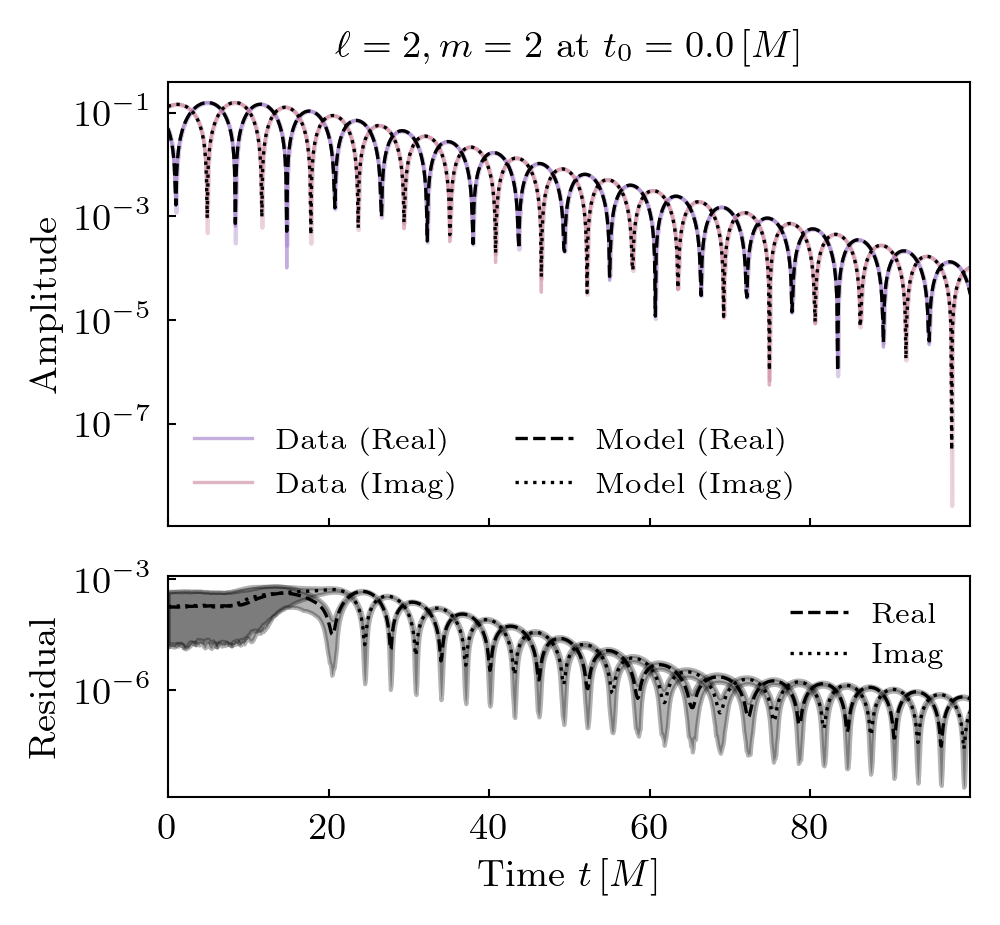 ℓ = 2, m = 2 at t₀ = 0.0 [M]
Amplitude
10⁻¹
10⁻³
10⁻⁵
10⁻⁷
Data (Real)
Data (Imag)
Model (Real)
Model (Imag)
Residual
10⁻³
10⁻⁶
Real
Imag
0 20 40 60 80
Time t [M]